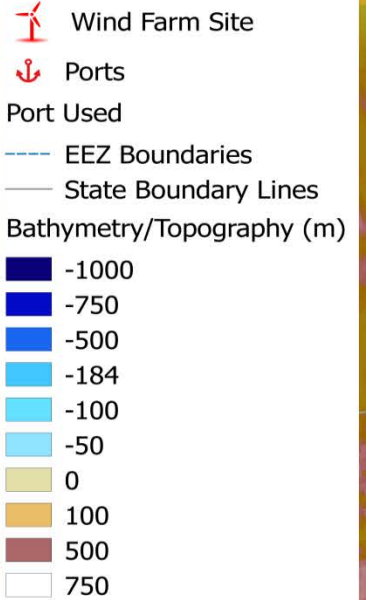 Wind Farm Site
Ports
Port Used
EEZ Boundaries
State Boundary Lines
Bathymetry/Topography (m)
-1000
-750
-500
-184
-100
-50
0
100
500
750